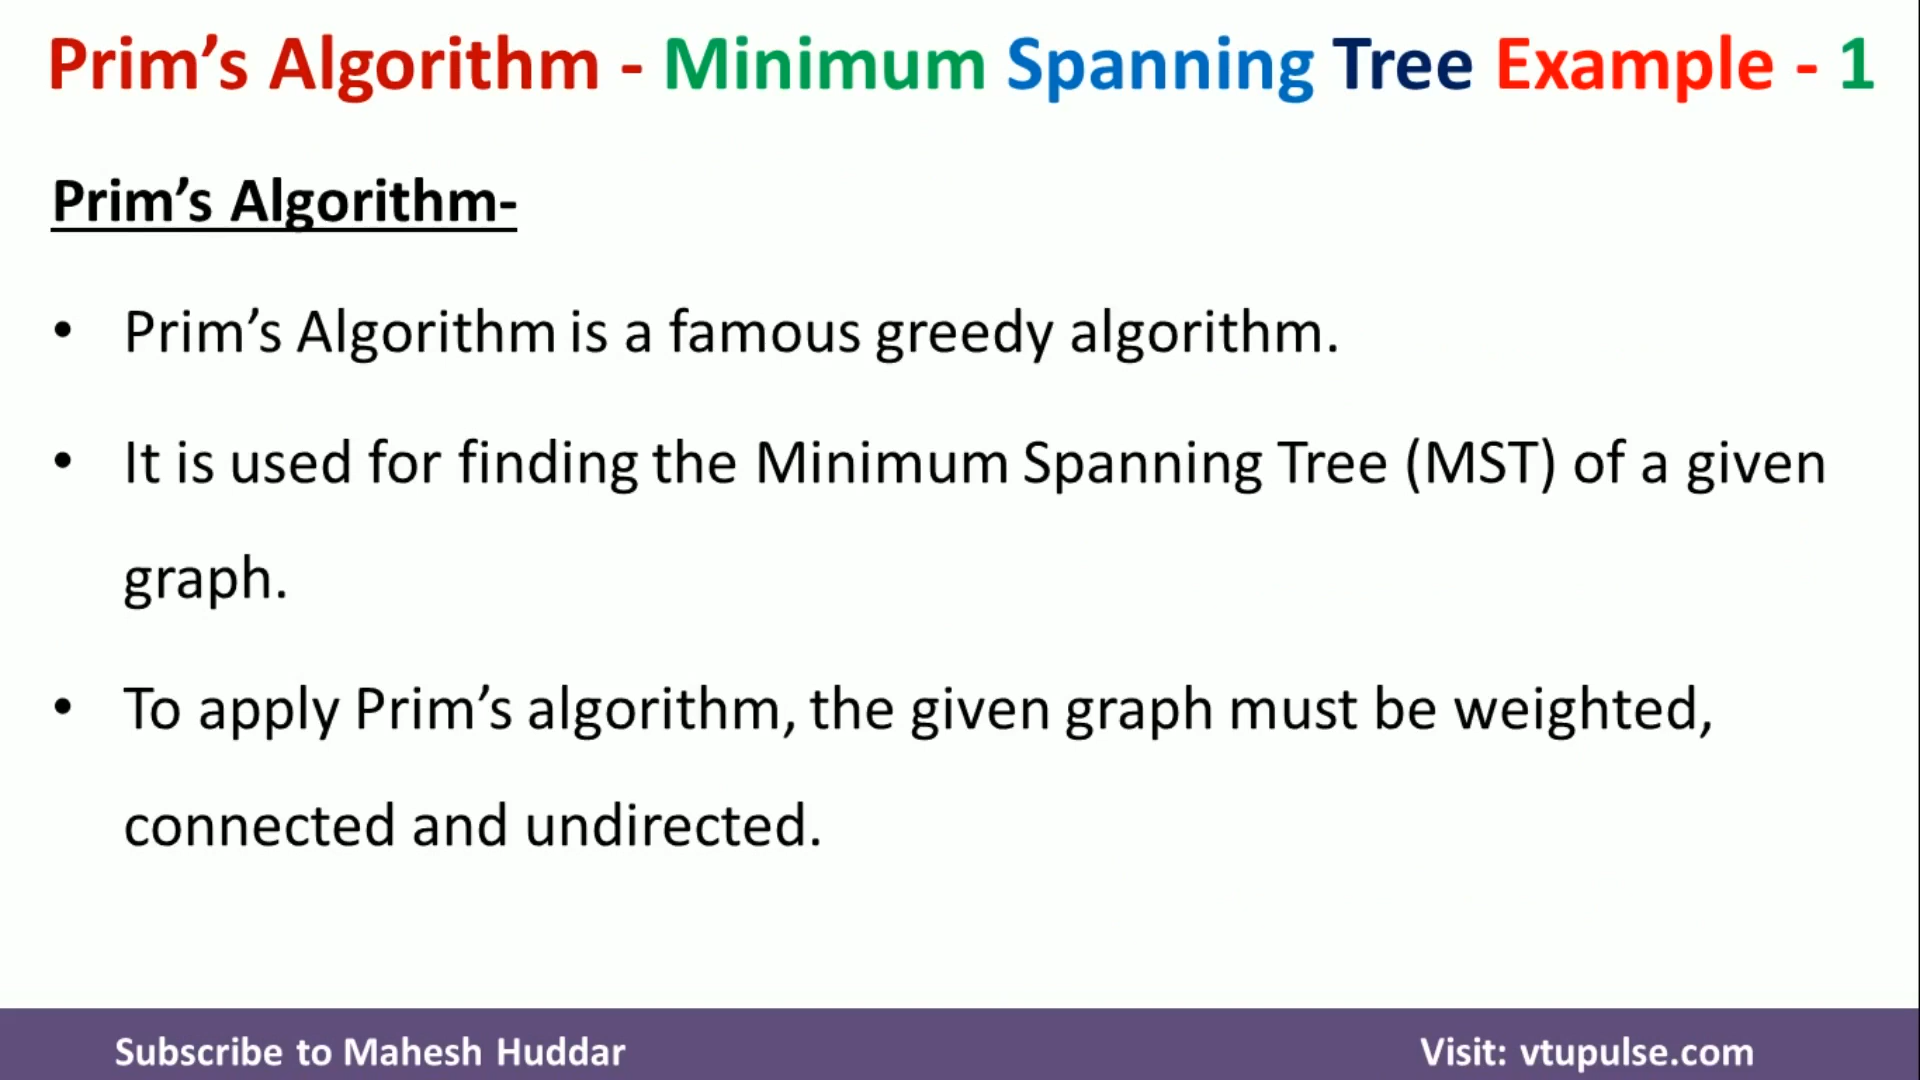 Prim’s Algorithm - Minimum Spanning Tree Example - 1
Prim’s Algorithm-
• Prim’s Algorithm is a famous greedy algorithm.
• It is used for finding the Minimum Spanning Tree (MST) of a given
graph.
• To apply Prim’s algorithm, the given graph must be weighted,
connected and undirected.
Subscribe to Mahesh Huddar
Visit: vtupulse.com